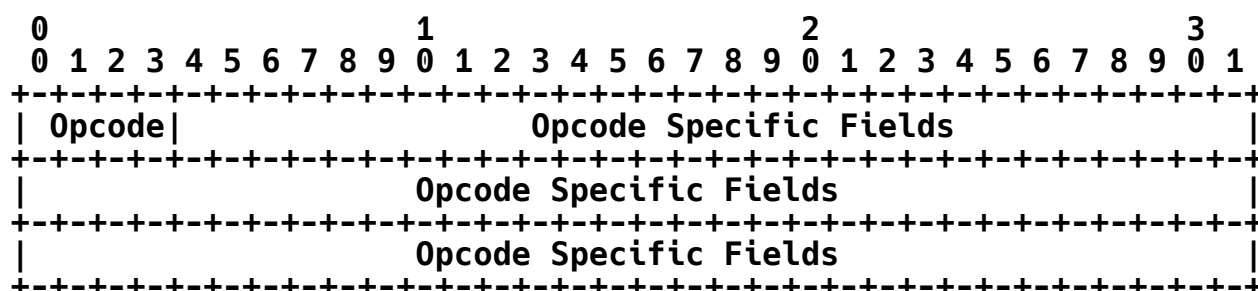 0                   1                   2                   3
 0 1 2 3 4 5 6 7 8 9 0 1 2 3 4 5 6 7 8 9 0 1 2 3 4 5 6 7 8 9 0 1
+-+-+-+-+-+-+-+-+-+-+-+-+-+-+-+-+-+-+-+-+-+-+-+-+-+-+-+-+-+-+-+-+
| Opcode|                  Opcode Specific Fields               |
+-+-+-+-+-+-+-+-+-+-+-+-+-+-+-+-+-+-+-+-+-+-+-+-+-+-+-+-+-+-+-+-+
|                    Opcode Specific Fields                     |
+-+-+-+-+-+-+-+-+-+-+-+-+-+-+-+-+-+-+-+-+-+-+-+-+-+-+-+-+-+-+-+-+
|                    Opcode Specific Fields                     |
+-+-+-+-+-+-+-+-+-+-+-+-+-+-+-+-+-+-+-+-+-+-+-+-+-+-+-+-+-+-+-+-+